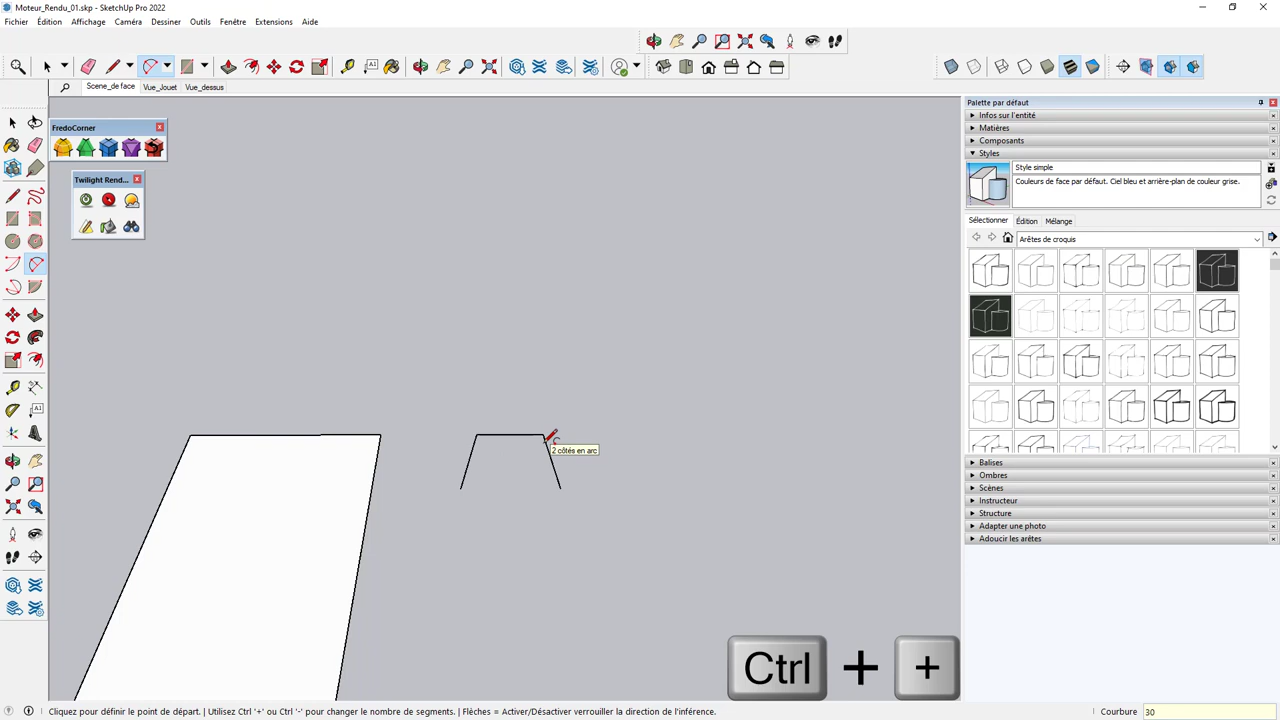 Moteur_Rendu_01.skp - SketchUp Pro 2022
Fichier Édition Affichage Caméra Dessiner Outils Fenêtre Extensions Aide
Scene_de face Vue_Jouet Vue_dessus
FredoCorner
Twilight Rend...
2 côtés en arc
Ctrl + +
Palette par défaut
Infos sur l'entité
Matières
Composants
Styles
Style simple
Couleurs de face par défaut. Ciel bleu et arrière-plan de couleur grise.
Sélectionner Édition Mélange
Arêtes de croquis
Balises
Ombres
Scènes
Instructeur
Structure
Adapter une photo
Adoucir les arêtes
Cliquez pour définir le point de départ. | Utilisez Ctrl '+' ou Ctrl '-' pour changer le nombre de segments. | Flèches = Activer/Désactiver verrouiller la direction de l'inférence.
Courbure 30